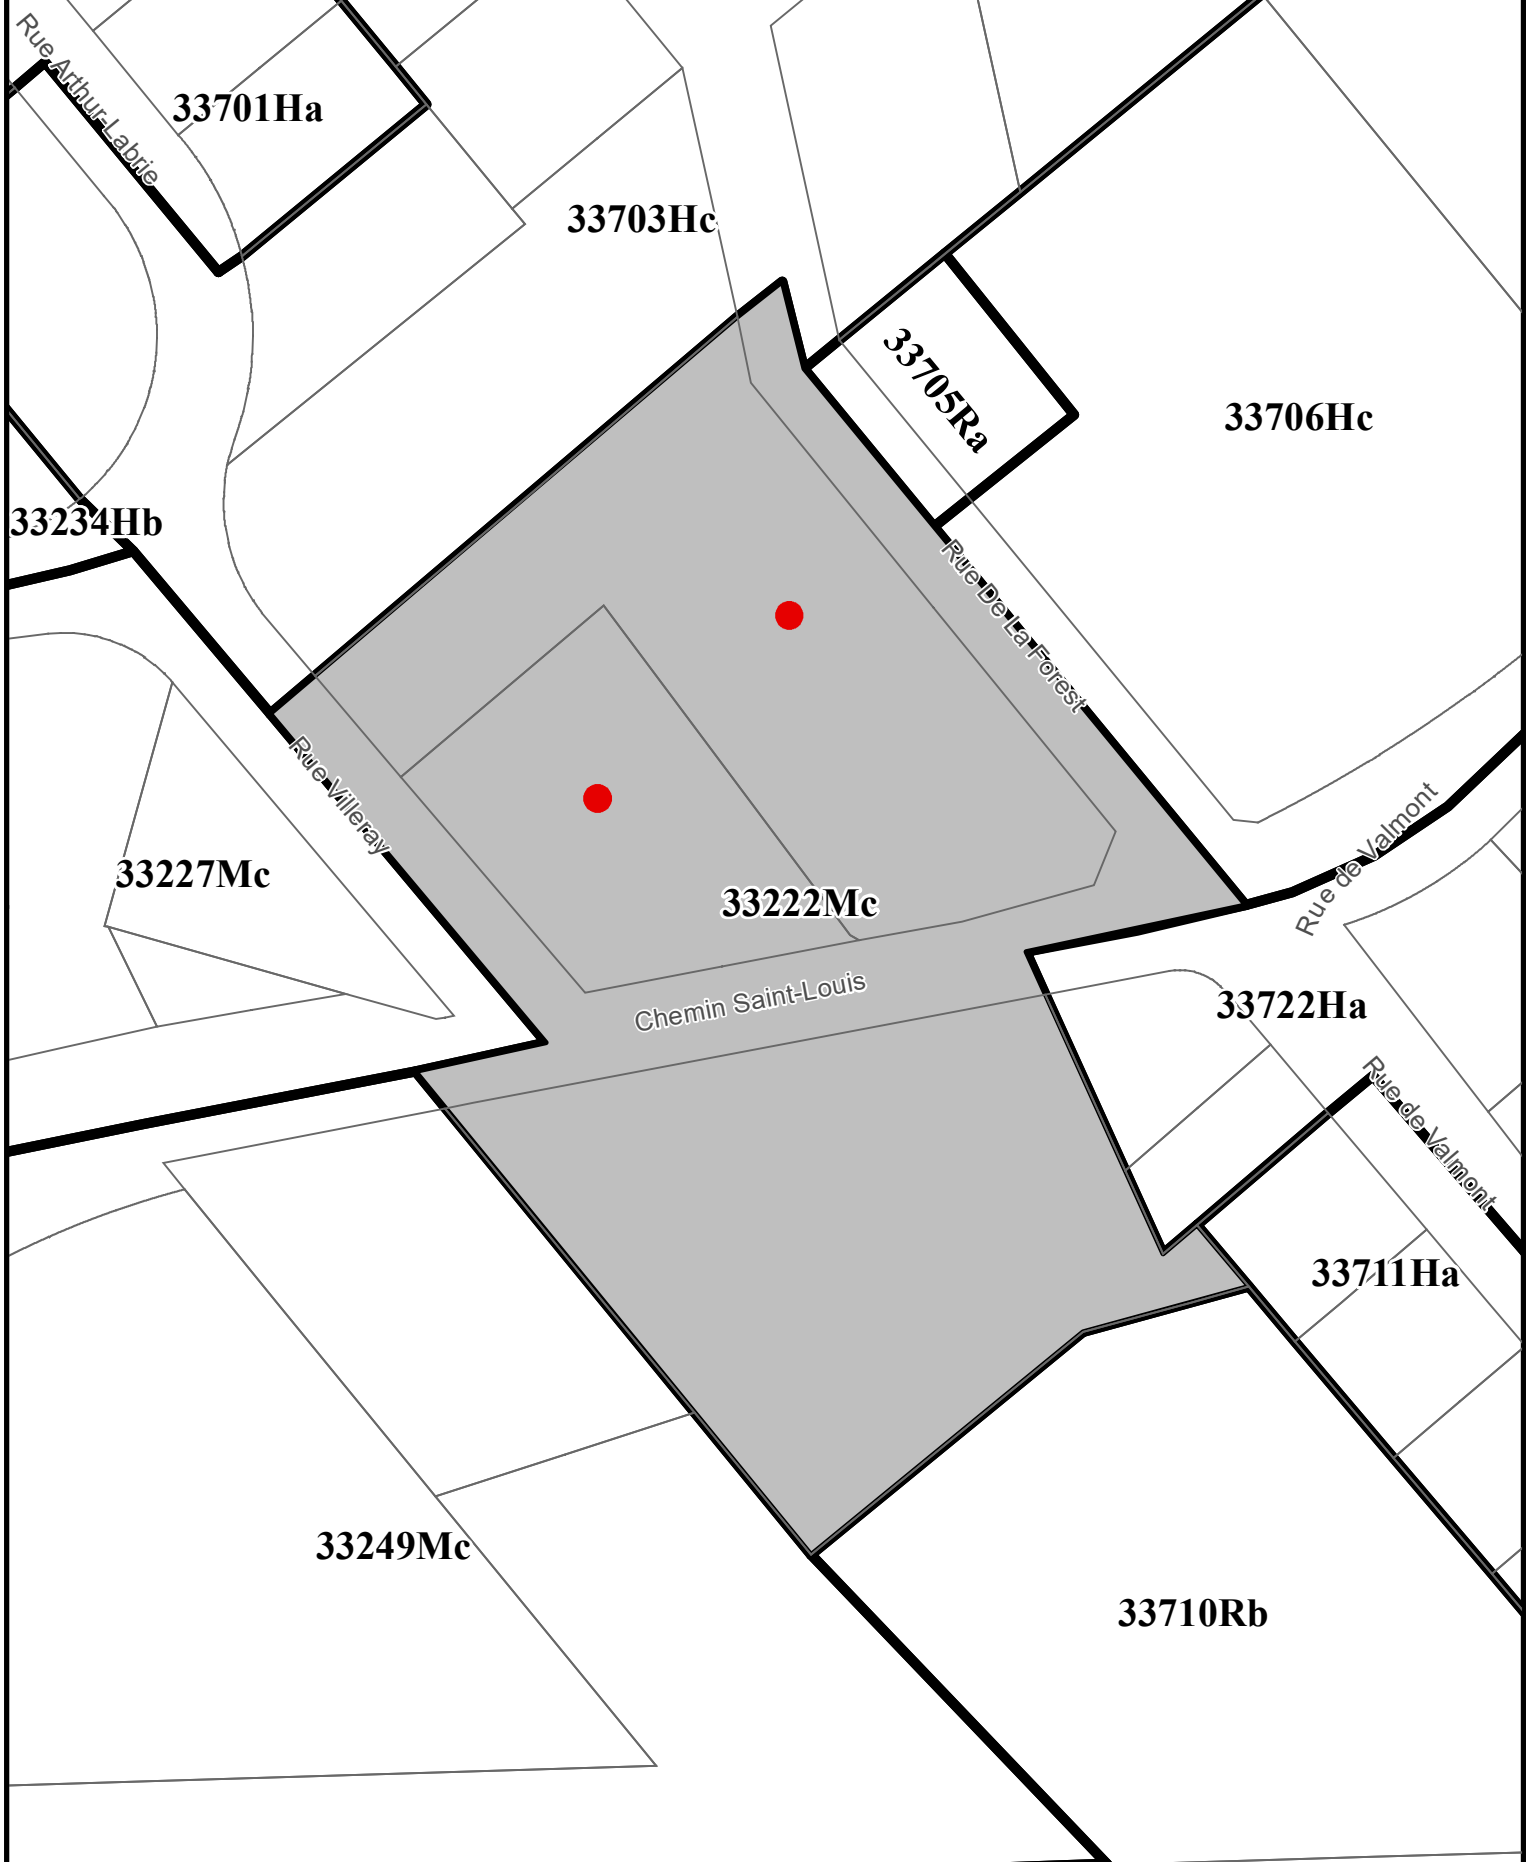 Rue Arthur-Labrie
33701Ha
33703Hc
33705Ra
33706Hc
33234Hb
Rue De La Forest
Rue Villeray
Rue de Valmont
33227Mc
33222Mc
Chemin Saint-Louis
33722Ha
Rue de Valmont
33711Ha
33249Mc
33710Rb